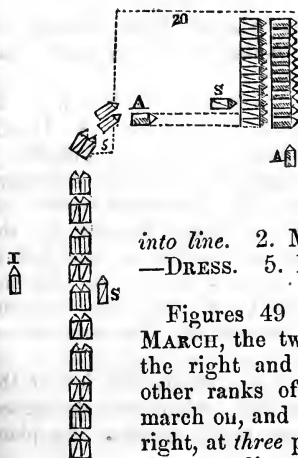 20
S
A
5
A
I
S
into line. 2. M
—DRESS. 5.
Figures 49
MARCH, the tw
the right and
other ranks of
march on, and
right, at three p